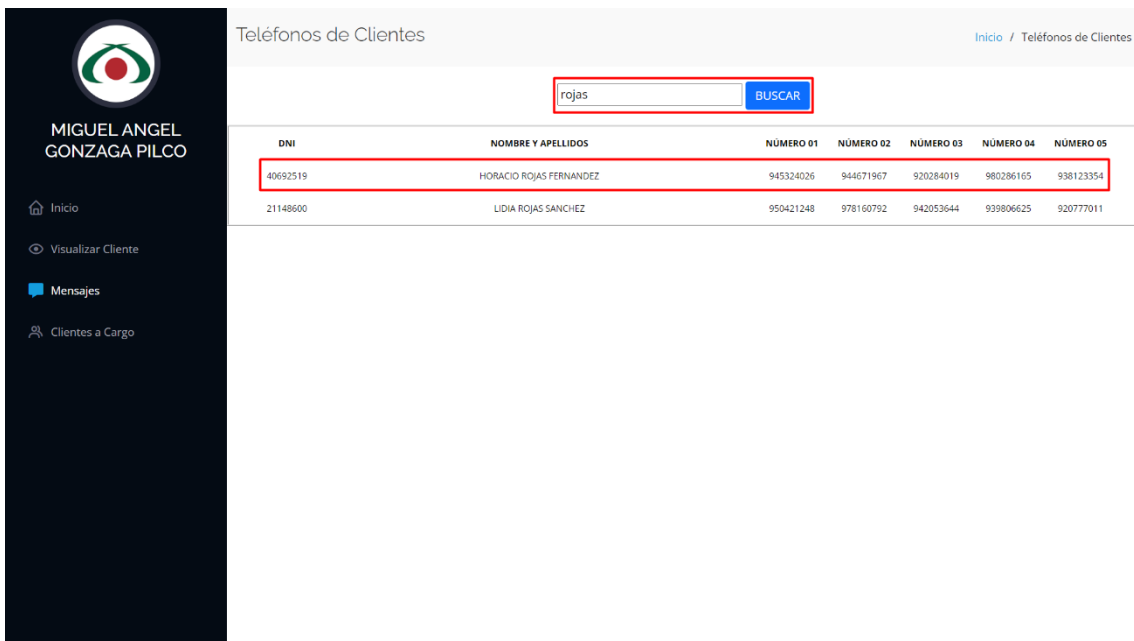 MIGUEL ANGEL
GONZAGA PILCO
Inicio
Visualizar Cliente
Mensajes
Clientes a Cargo
Teléfonos de Clientes
Inicio / Teléfonos de Clientes
rojas BUSCAR
DNI NOMBRE Y APELLIDOS NÚMERO 01 NÚMERO 02 NÚMERO 03 NÚMERO 04 NÚMERO 05
40692519 HORACIO ROJAS FERNANDEZ 945324026 944671967 920284019 980286165 938123354
21148600 LIDIA ROJAS SANCHEZ 950421248 978160792 942053644 939806625 920777011